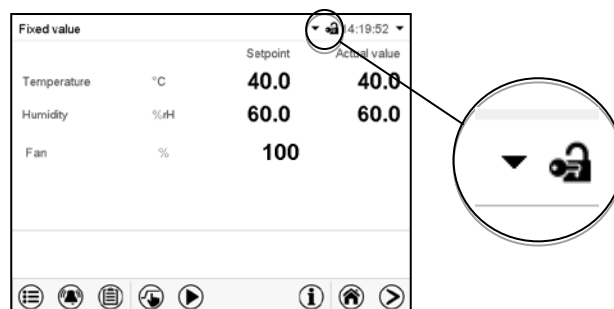 Fixed value 14:19:52
Setpoint Actual value
Temperature °C 40.0 40.0
Humidity %rH 60.0 60.0
Fan % 100